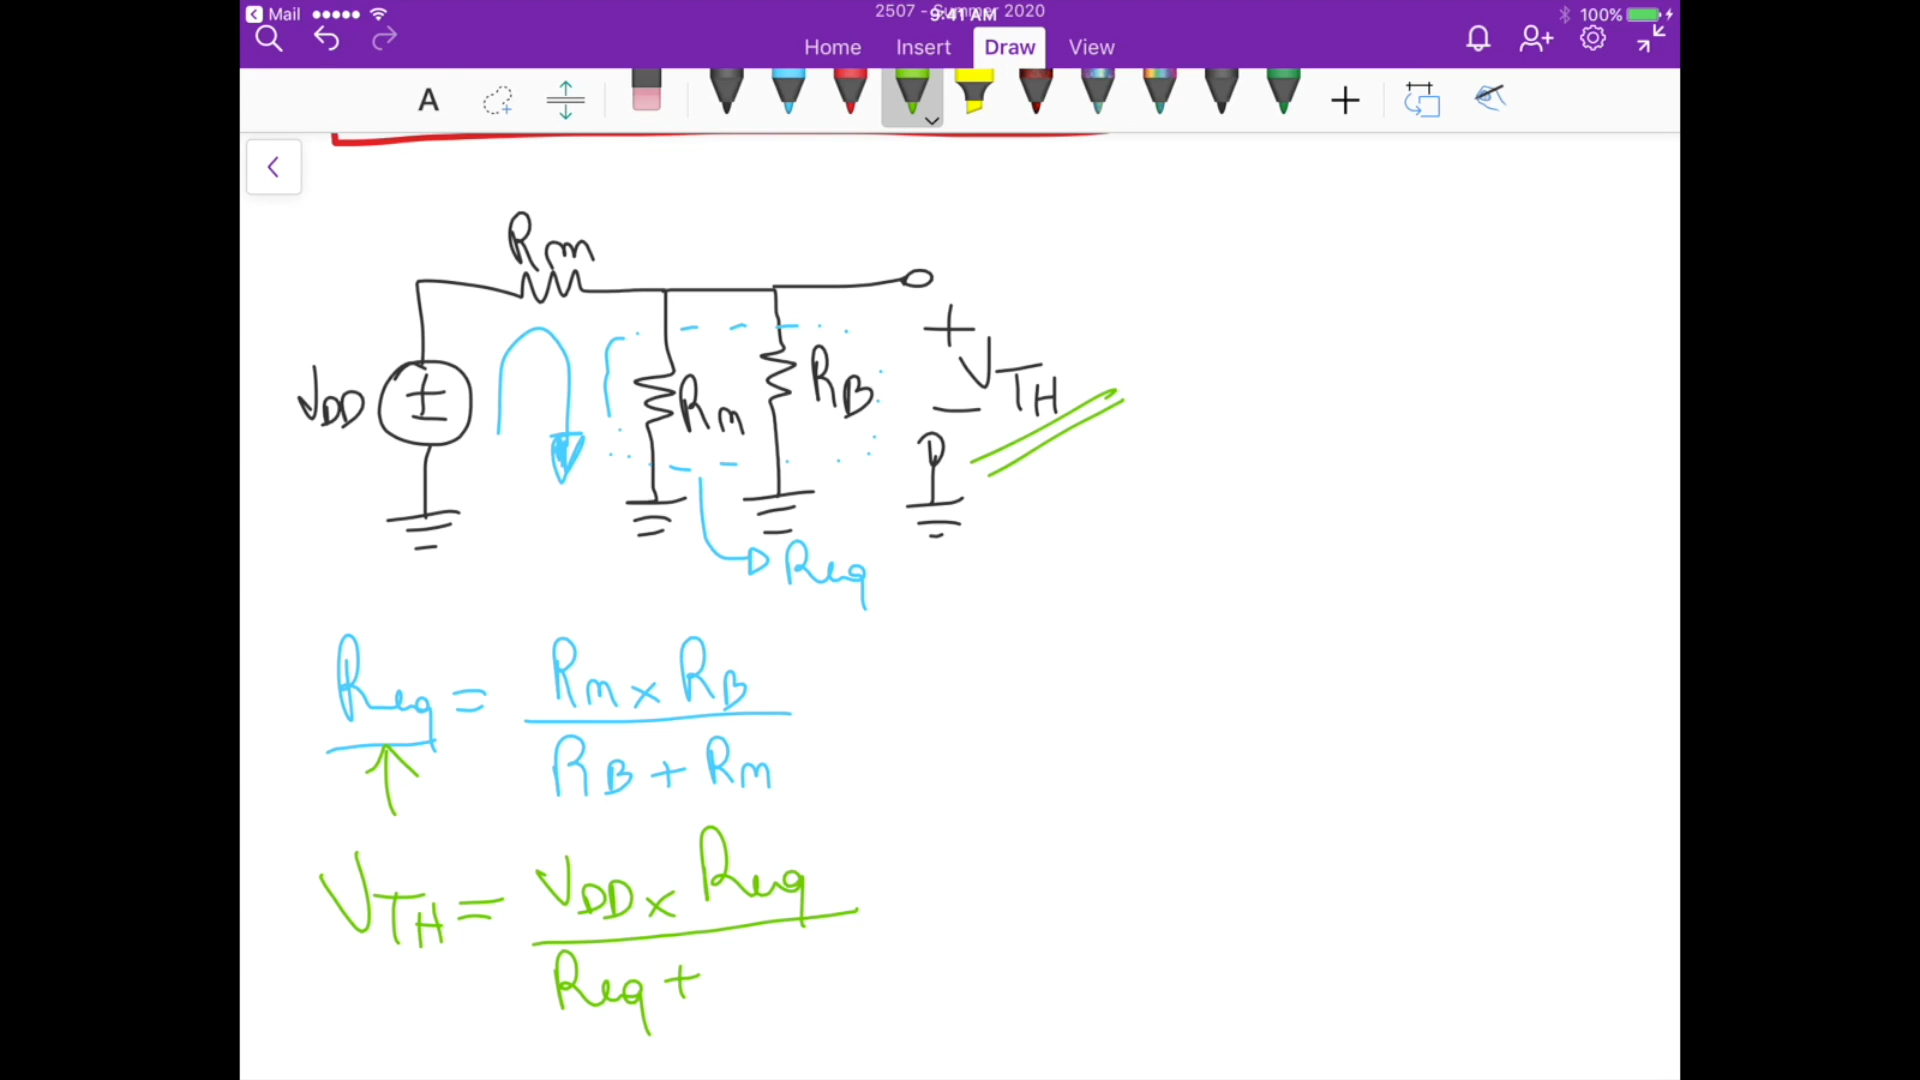 Mail
2507 - Summer 2020
9:41 AM
100%
Home Insert Draw View
A
Rm
VDD
+
Rm
RB
+
VTH
−
Req
Req = Rm x RB
RB + Rm
VTH = VDD x Req
Req +